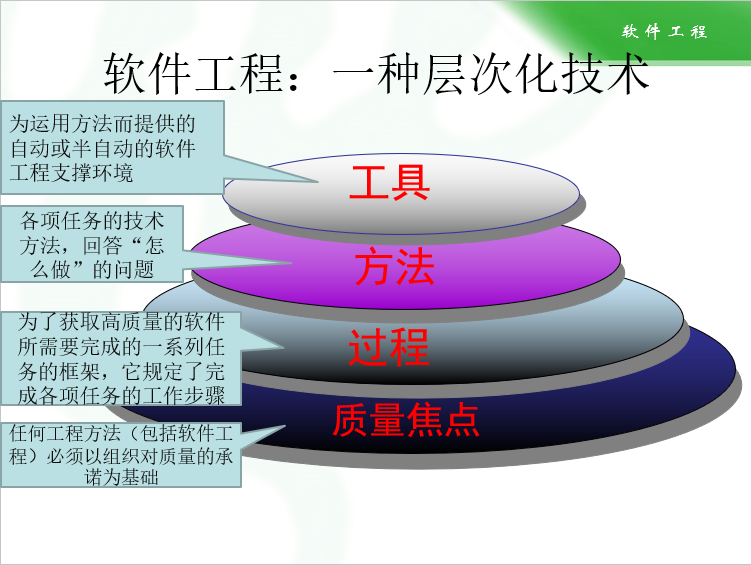 软件工程
软件工程：一种层次化技术
为运用方法而提供的
自动或半自动的软件
工程支撑环境
工具
各项任务的技术
方法，回答“怎
么做”的问题
方法
为了获取高质量的软件
所需要完成的一系列任
务的框架，它规定了完
成各项任务的工作步骤
过程
任何工程方法（包括软件工
程）必须以组织对质量的承
诺为基础
质量焦点